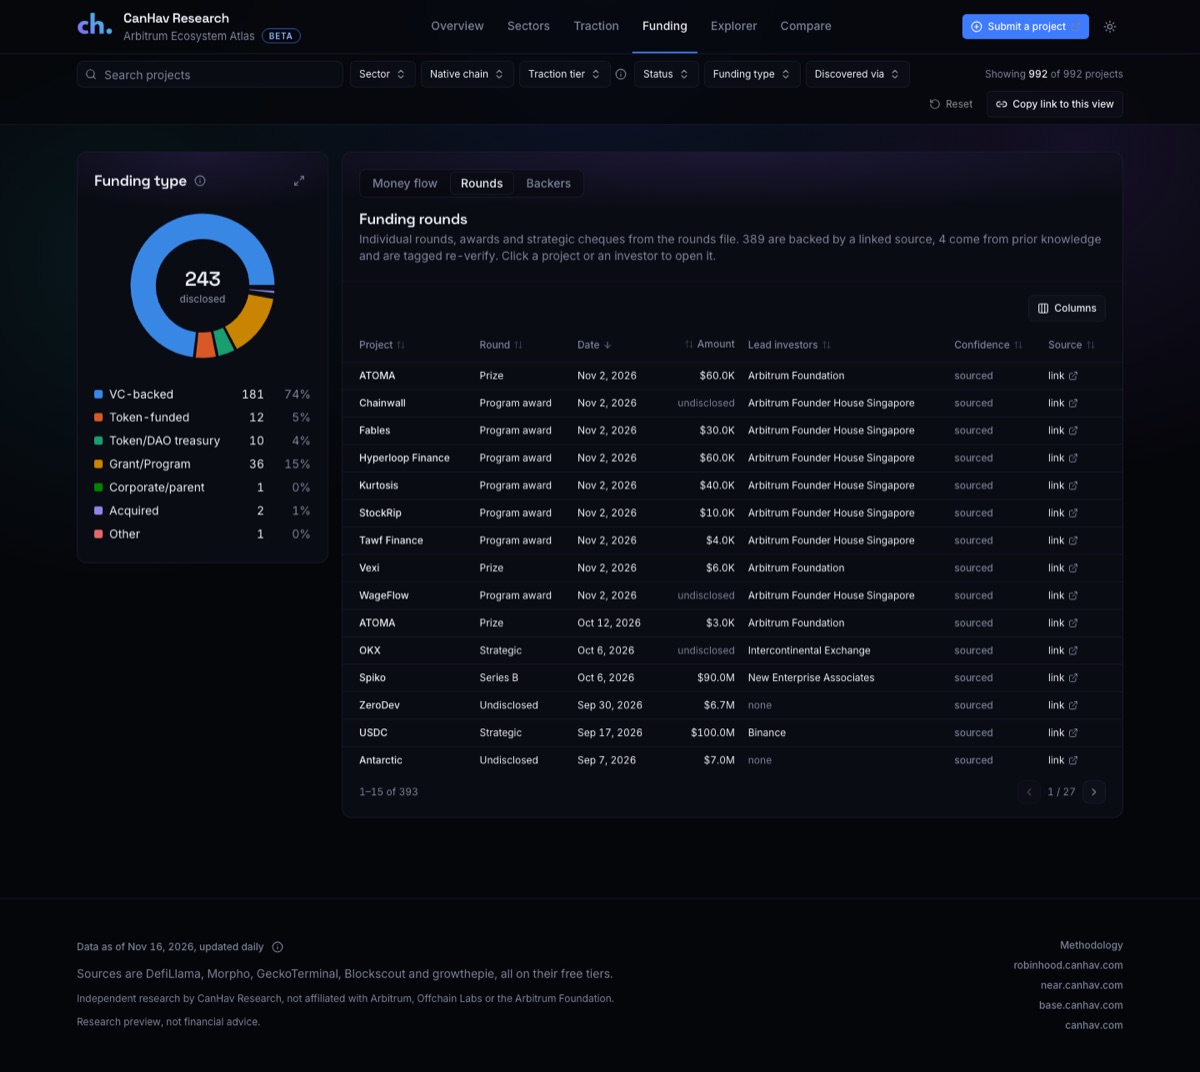 ch.
CanHav Research
Arbitrum Ecosystem Atlas BETA
Overview Sectors Traction Funding Explorer Compare
Submit a project
Search projects
Sector Native chain Traction tier Status Funding type Discovered via
Showing 992 of 992 projects
Reset Copy link to this view
Funding type
243
disclosed
VC-backed 181 74%
Token-funded 12 5%
Token/DAO treasury 10 4%
Grant/Program 36 15%
Corporate/parent 1 0%
Acquired 2 1%
Other 1 0%
Money flow Rounds Backers
Funding rounds
Individual rounds, awards and strategic cheques from the rounds file. 389 are backed by a linked source, 4 come from prior knowledge
and are tagged re-verify. Click a project or an investor to open it.
Columns
Project Round Date Amount Lead investors Confidence Source
ATOMA Prize Nov 2, 2026 $60.0K Arbitrum Foundation sourced link
Chainwall Program award Nov 2, 2026 undisclosed Arbitrum Founder House Singapore sourced link
Fables Program award Nov 2, 2026 $30.0K Arbitrum Founder House Singapore sourced link
Hyperloop Finance Program award Nov 2, 2026 $60.0K Arbitrum Founder House Singapore sourced link
Kurtosis Program award Nov 2, 2026 $40.0K Arbitrum Founder House Singapore sourced link
StockRip Program award Nov 2, 2026 $10.0K Arbitrum Founder House Singapore sourced link
Tawf Finance Program award Nov 2, 2026 $4.0K Arbitrum Founder House Singapore sourced link
Vexi Prize Nov 2, 2026 $6.0K Arbitrum Foundation sourced link
WageFlow Program award Nov 2, 2026 undisclosed Arbitrum Founder House Singapore sourced link
ATOMA Prize Oct 12, 2026 $3.0K Arbitrum Foundation sourced link
OKX Strategic Oct 6, 2026 undisclosed Intercontinental Exchange sourced link
Spiko Series B Oct 6, 2026 $90.0M New Enterprise Associates sourced link
ZeroDev Undisclosed Sep 30, 2026 $6.7M none sourced link
USDC Strategic Sep 17, 2026 $100.0M Binance sourced link
Antarctic Undisclosed Sep 7, 2026 $7.0M none sourced link
1–15 of 393 1 / 27
Data as of Nov 16, 2026, updated daily
Sources are DefiLlama, Morpho, GeckoTerminal, Blockscout and growthepie, all on their free tiers.
Independent research by CanHav Research, not affiliated with Arbitrum, Offchain Labs or the Arbitrum Foundation.
Research preview, not financial advice.
Methodology
robinhood.canhav.com
near.canhav.com
base.canhav.com
canhav.com